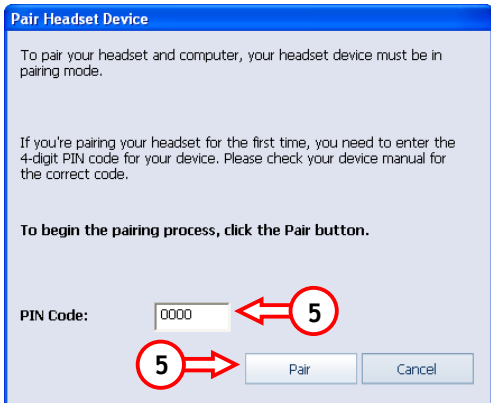 Pair Headset Device
To pair your headset and computer, your headset device must be in
pairing mode.
If you're pairing your headset for the first time, you need to enter the
4-digit PIN code for your device. Please check your device manual for
the correct code.
To begin the pairing process, click the Pair button.
PIN Code: 0000 5
5 Pair Cancel